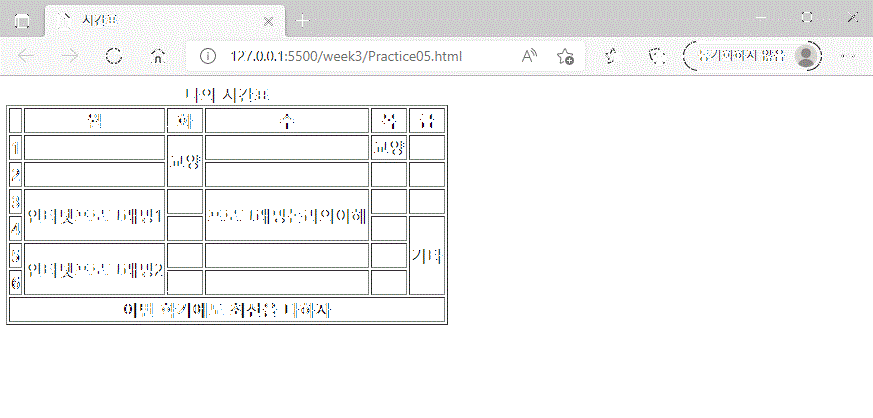 시간표
127.0.0.1:5500/week3/Practice05.html
동기화하지 않음
나의 시간표
월 화 수 목 금
1 교양 교양
2
3 인터넷프로그래밍1 프로그래밍논리의이해
4 기타
5 인터넷프로그래밍2
6
이번 학기에도 최선을 다하자